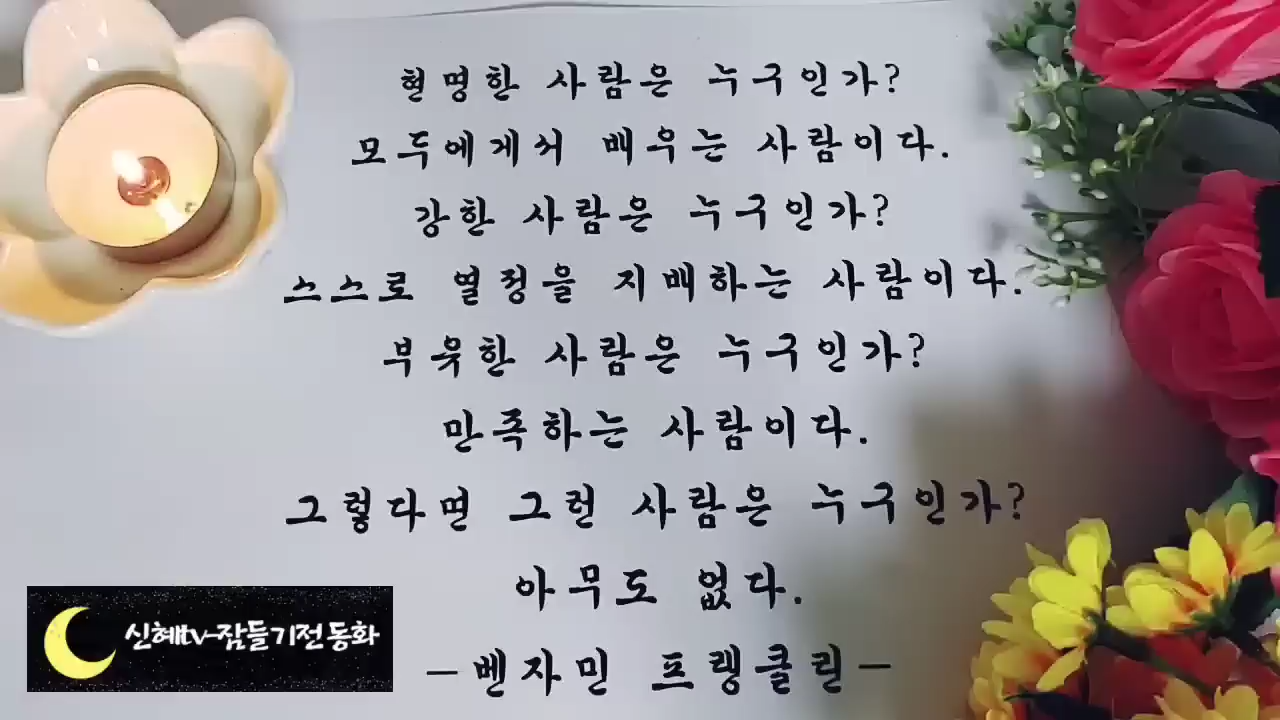 현명한 사람은 누구인가?
모두에게서 배우는 사람이다.
강한 사람은 누구인가?
스스로 열정을 지배하는 사람이다.
부유한 사람은 누구인가?
만족하는 사람이다.
그렇다면 그런 사람은 누구인가?
아무도 없다.
-벤자민 프랭클린-
신혜tv-잠들기전 동화